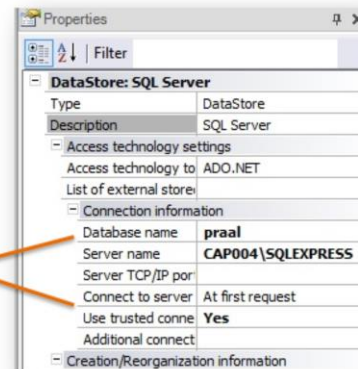 Properties
Filter
DataStore: SQL Server
Type DataStore
Description SQL Server
Access technology settings
Access technology to ADO.NET
List of external store
Connection information
Database name praal
Server name CAP004\SQLEXPRESS
Server TCP/IP por
Connect to server At first request
Use trusted conne Yes
Additional connect
Creation/Reorganization information